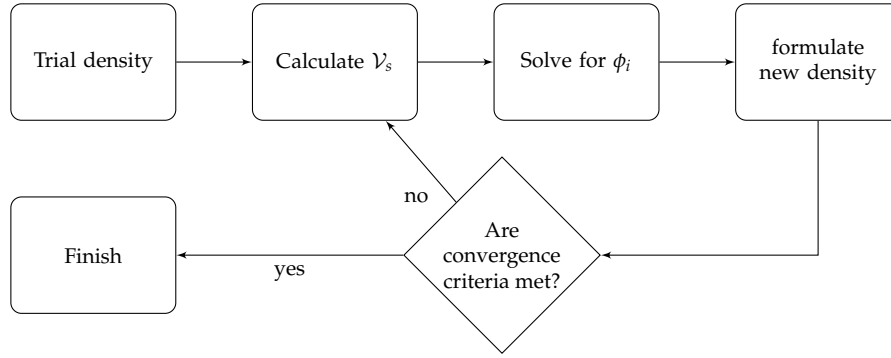 Trial density
Calculate 𝒱ₛ
Solve for ϕᵢ
formulate
new density
no
Are
convergence
criteria met?
Finish
yes